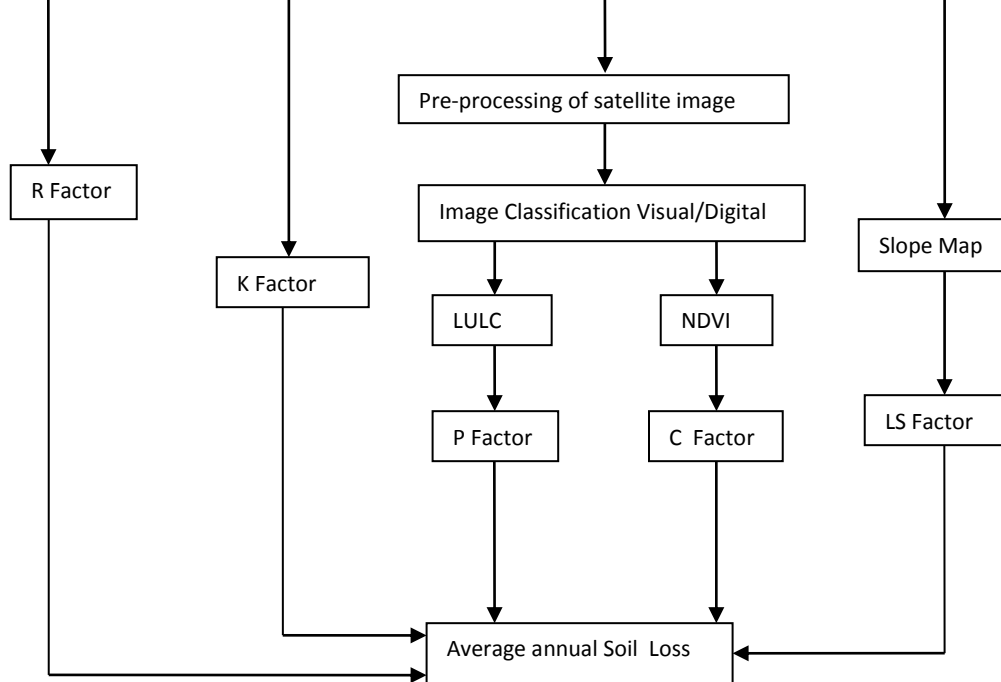 Pre-processing of satellite image
R Factor
Image Classification Visual/Digital
Slope Map
K Factor
LULC
NDVI
P Factor
C  Factor
LS Factor
Average annual Soil  Loss